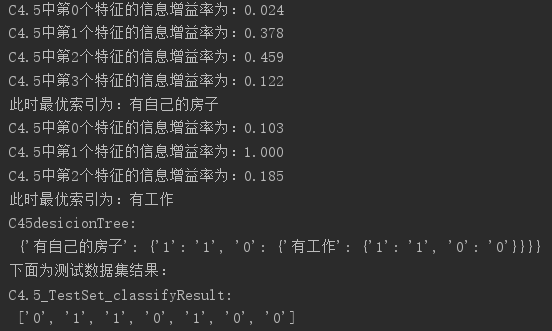 C4.5中第0个特征的信息增益率为：0.024
C4.5中第1个特征的信息增益率为：0.378
C4.5中第2个特征的信息增益率为：0.459
C4.5中第3个特征的信息增益率为：0.122
此时最优索引为：有自己的房子
C4.5中第0个特征的信息增益率为：0.103
C4.5中第1个特征的信息增益率为：1.000
C4.5中第2个特征的信息增益率为：0.185
此时最优索引为：有工作
C45desicionTree:
{'有自己的房子': {'1': '1', '0': {'有工作': {'1': '1', '0': '0'}}}}
下面为测试数据集结果：
C4.5_TestSet_classifyResult:
['0', '1', '1', '0', '1', '0', '0']